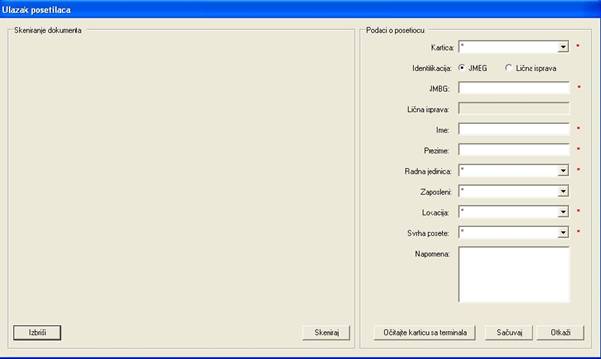 Ulazak posetilaca
Skeniranje dokumenta
Podaci o posetiocu
Kartica: * *
Identifikacija: JMEG Lična isprava
JMBG: *
Lična isprava:
Ime: *
Prezime: *
Radna jedinica: * *
Zaposleni: *
Lokacija: * *
Svrha posete: * *
Napomena:
Izbriši
Skeniraj
Očitajte karticu sa terminala
Sačuvaj
Otkaži